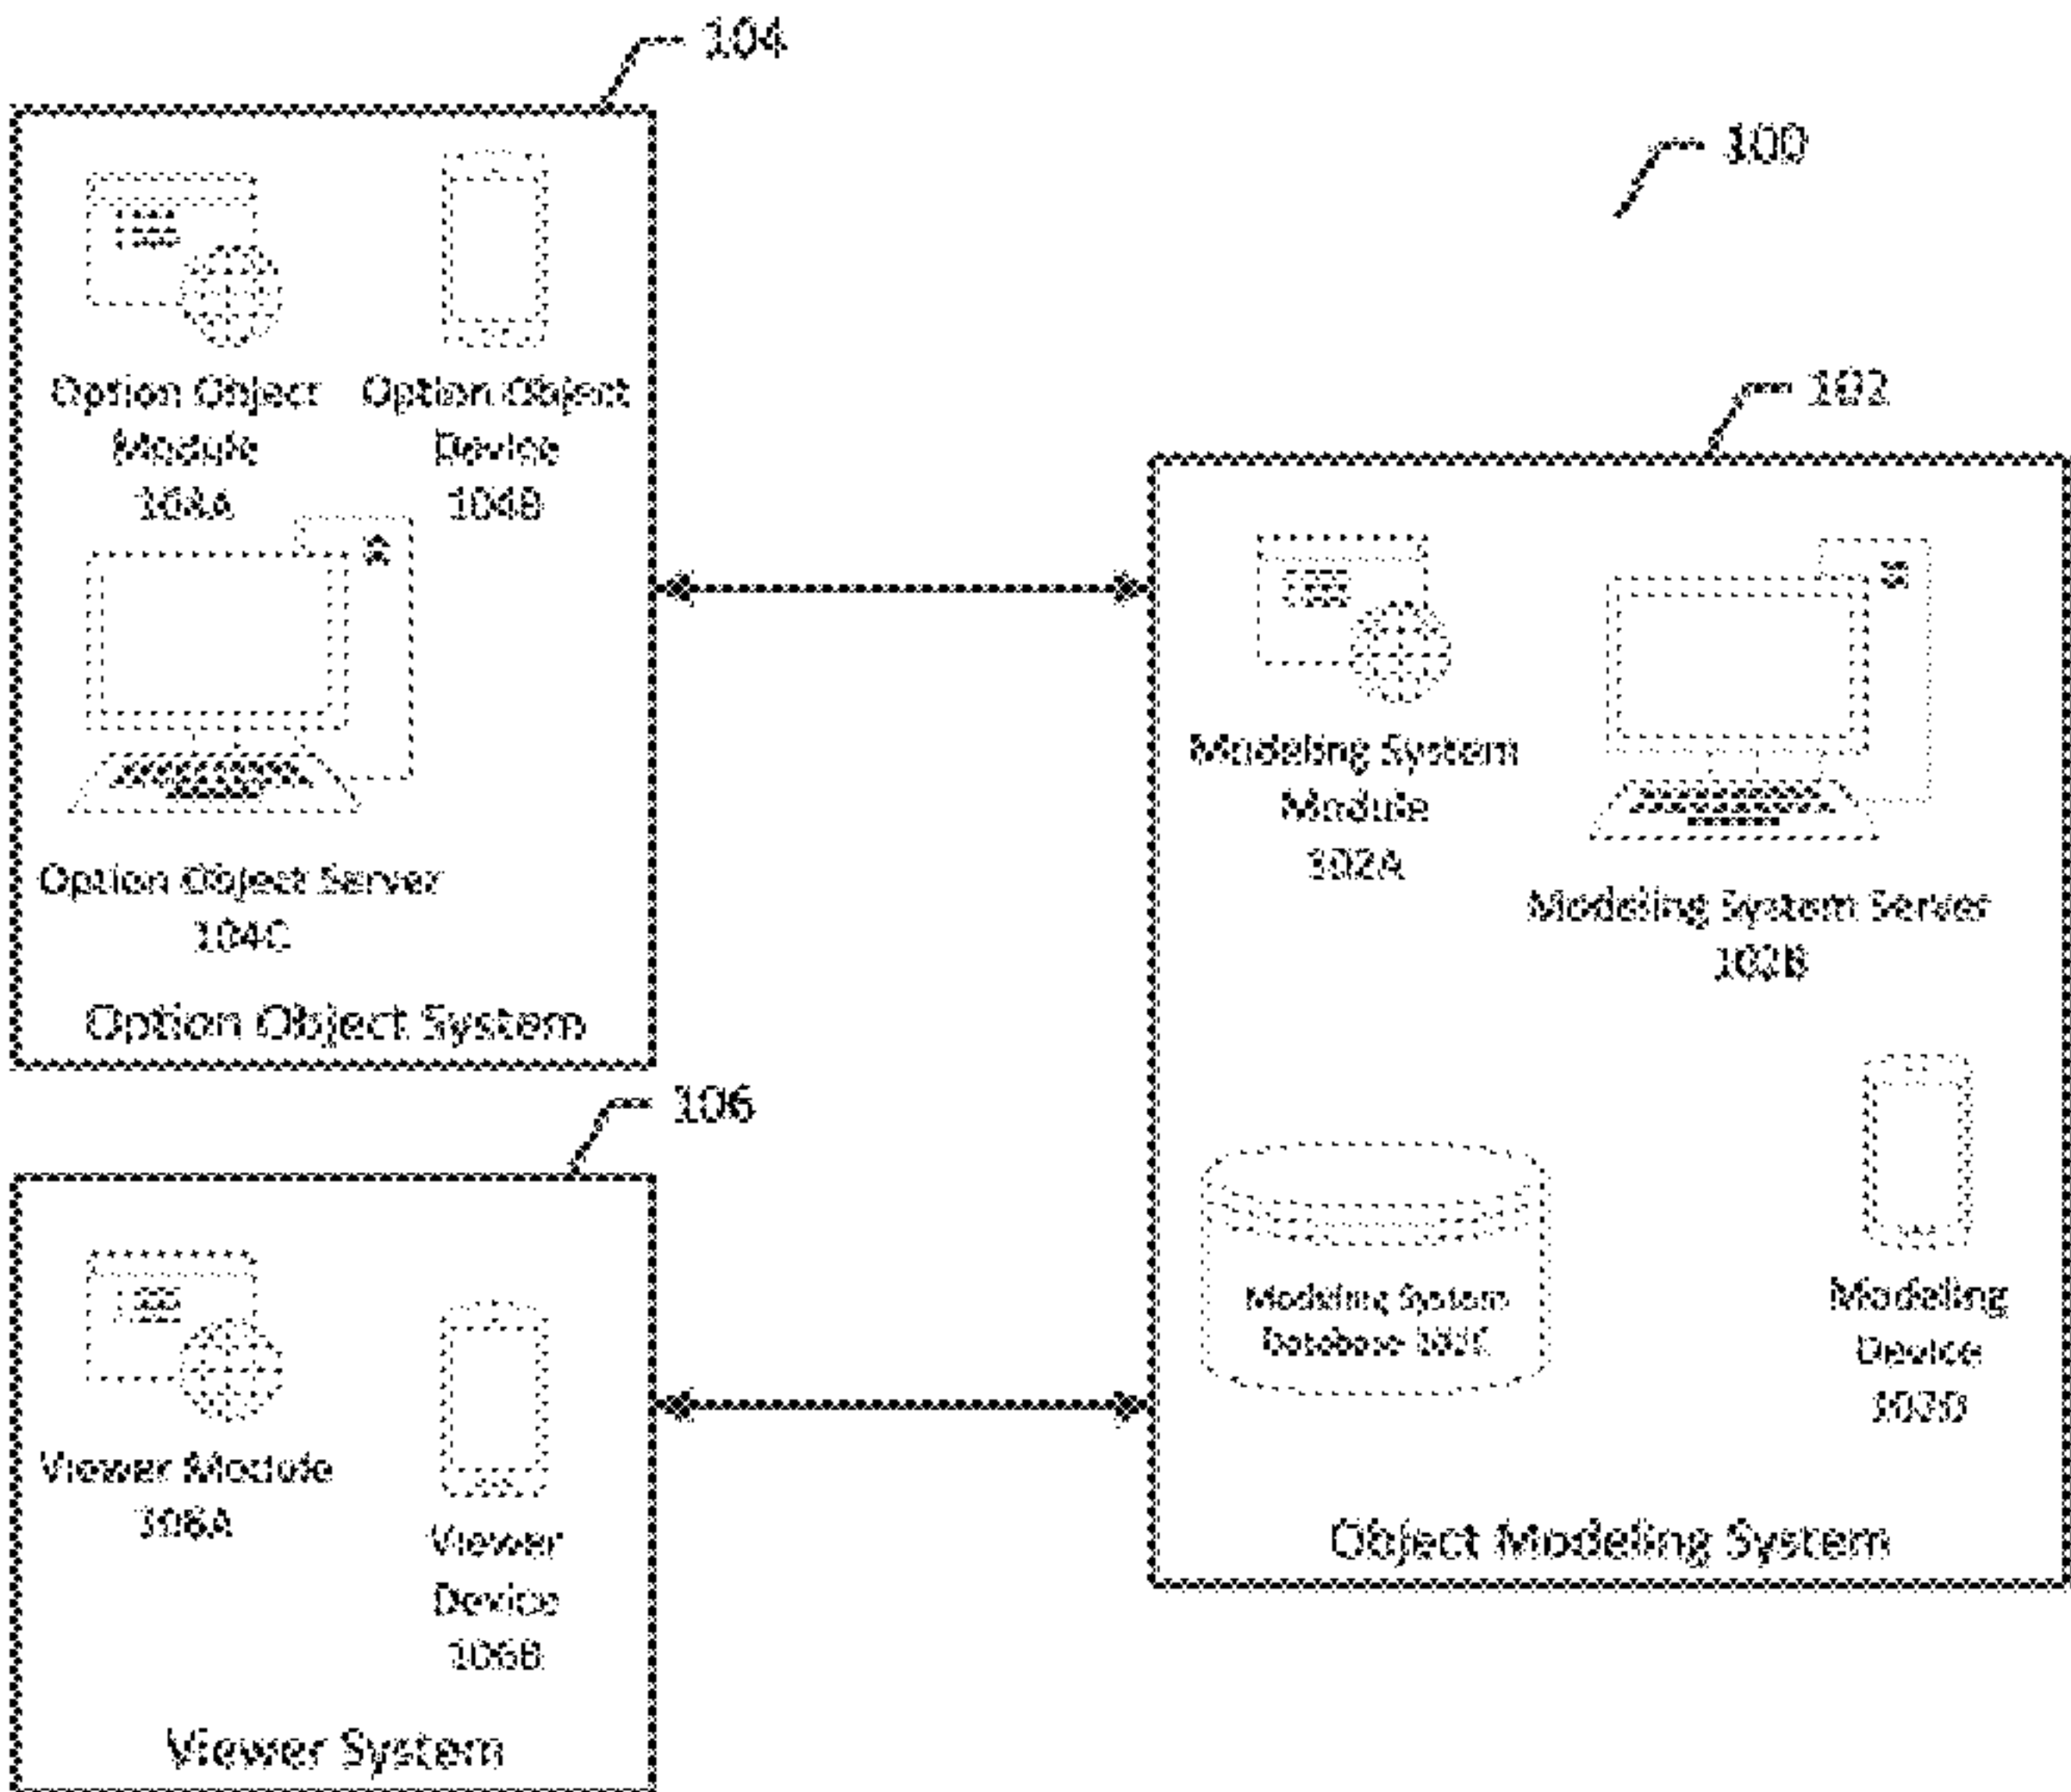 104
100
Option Object
Module
104A
Option Object
Device
104B
102
Option Object Server
104C
Option Object System
Modeling System
Module
102A
Modeling System Server
102B
106
Modeling System
Database 102C
Modeling
Device
102D
Object Modeling System
Viewer Module
106A
Viewer
Device
106B
Viewer System